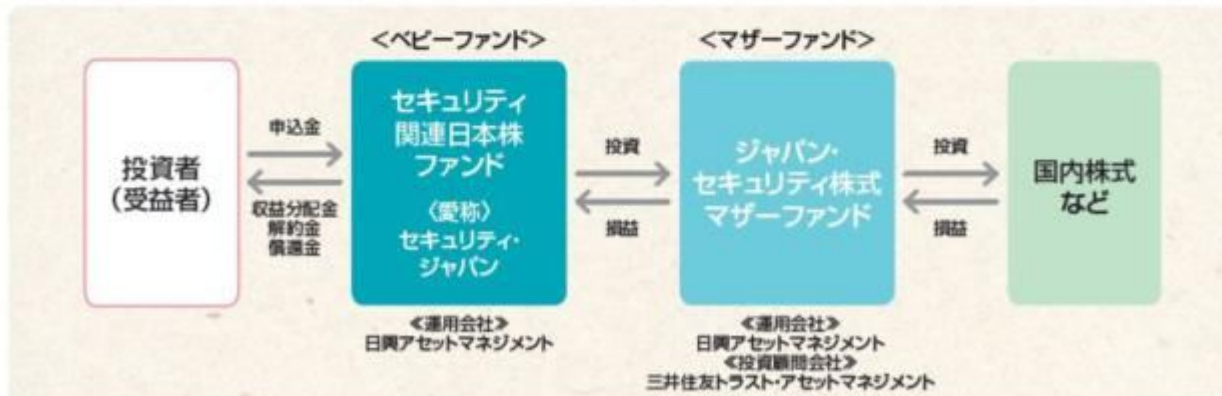 <ベビーファンド>
<マザーファンド>
投資者
(受益者)
申込金
収益分配金
解約金
償還金
セキュリティ
関連日本株
ファンド
〈愛称〉
セキュリティ・
ジャパン
投資
損益
ジャパン・
セキュリティ株式
マザーファンド
投資
損益
国内株式
など
≪運用会社≫
日興アセットマネジメント
≪運用会社≫
日興アセットマネジメント
≪投資顧問会社≫
三井住友トラスト・アセットマネジメント